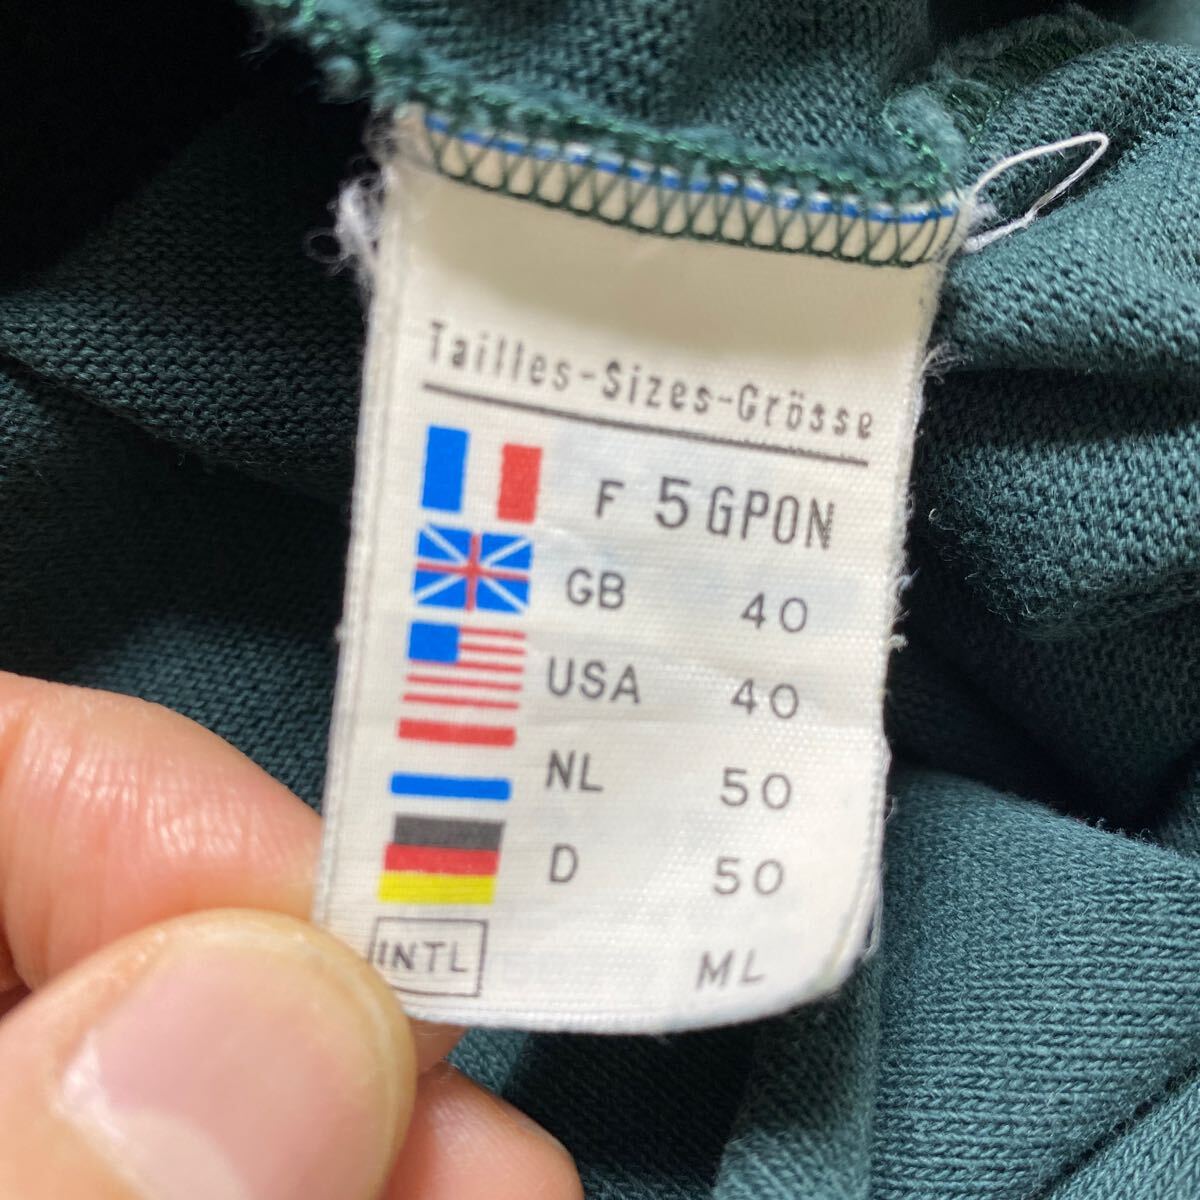 Tailles-Sizes-Grösse
F 5 GPON
GB 40
USA 40
NL 50
D 50
INTL ML